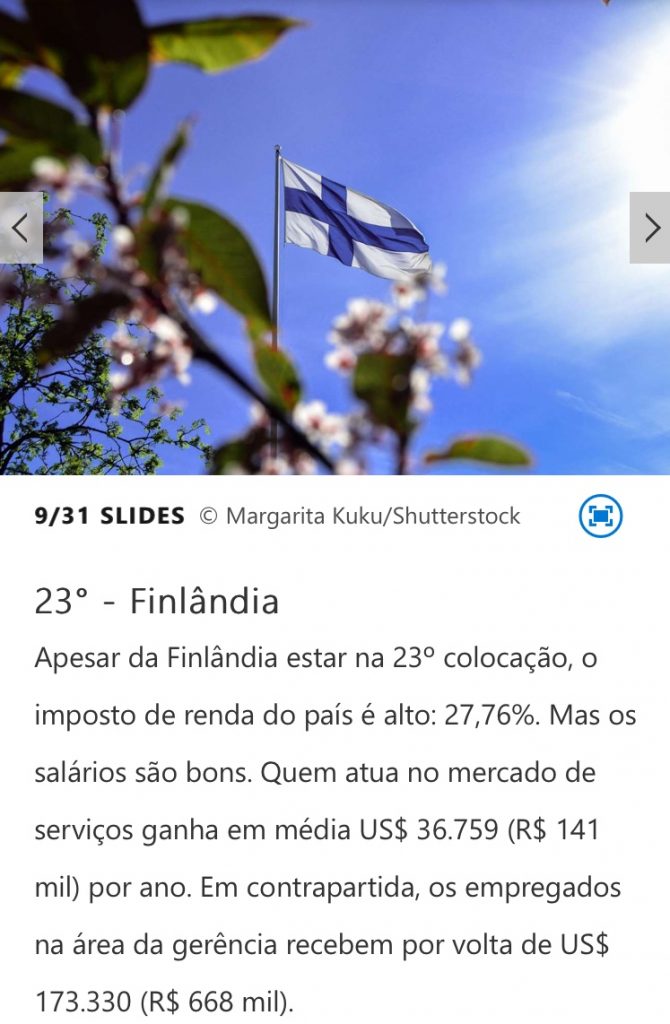 9/31 SLIDES © Margarita Kuku/Shutterstock
23° - Finlândia
Apesar da Finlândia estar na 23º colocação, o
imposto de renda do país é alto: 27,76%. Mas os
salários são bons. Quem atua no mercado de
serviços ganha em média US$ 36.759 (R$ 141
mil) por ano. Em contrapartida, os empregados
na área da gerência recebem por volta de US$
173.330 (R$ 668 mil).